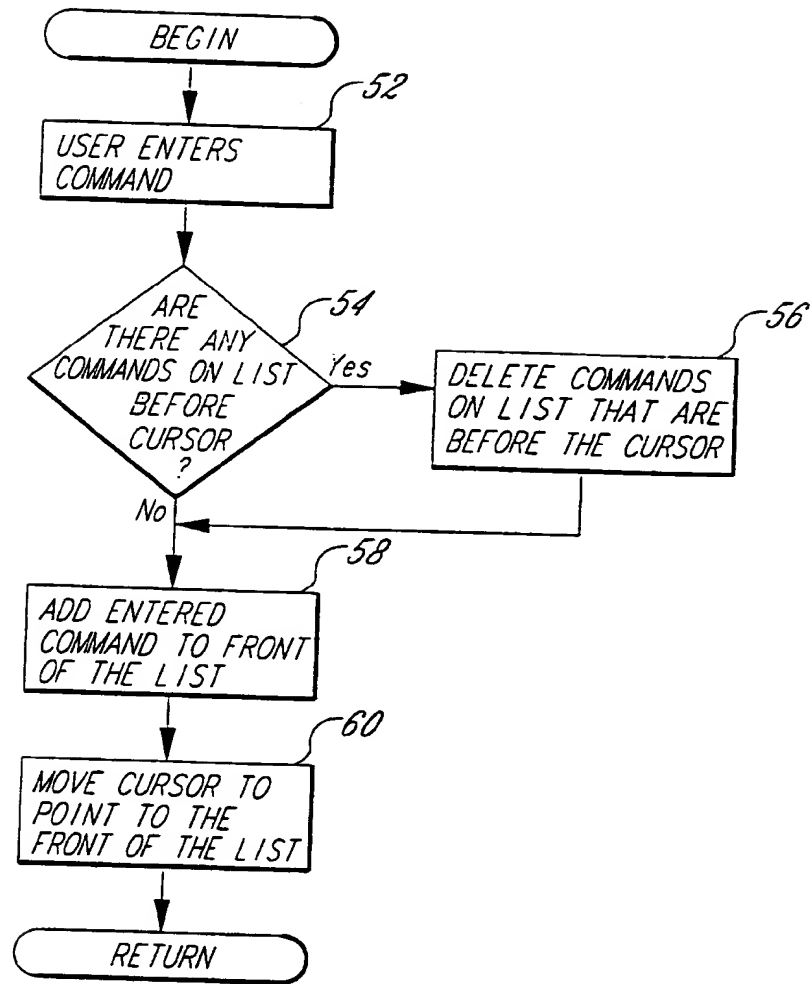 BEGIN
52
USER ENTERS
COMMAND
54
ARE
THERE ANY
COMMANDS ON LIST
BEFORE
CURSOR
?
Yes
56
DELETE COMMANDS
ON LIST THAT ARE
BEFORE THE CURSOR
No
58
ADD ENTERED
COMMAND TO FRONT
OF THE LIST
60
MOVE CURSOR TO
POINT TO THE
FRONT OF THE LIST
RETURN